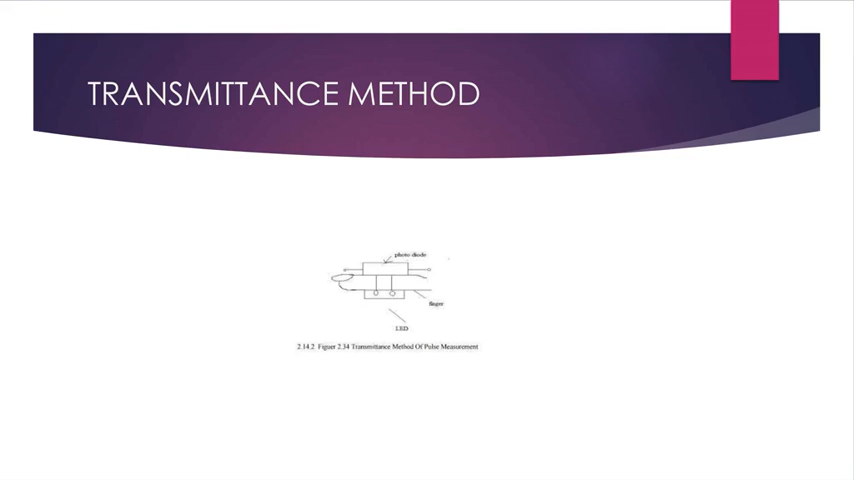 TRANSMITTANCE METHOD
photo diode
finger
LED
2.14.2 Figuer 2.34 Transmittance Method Of Pulse Measurement